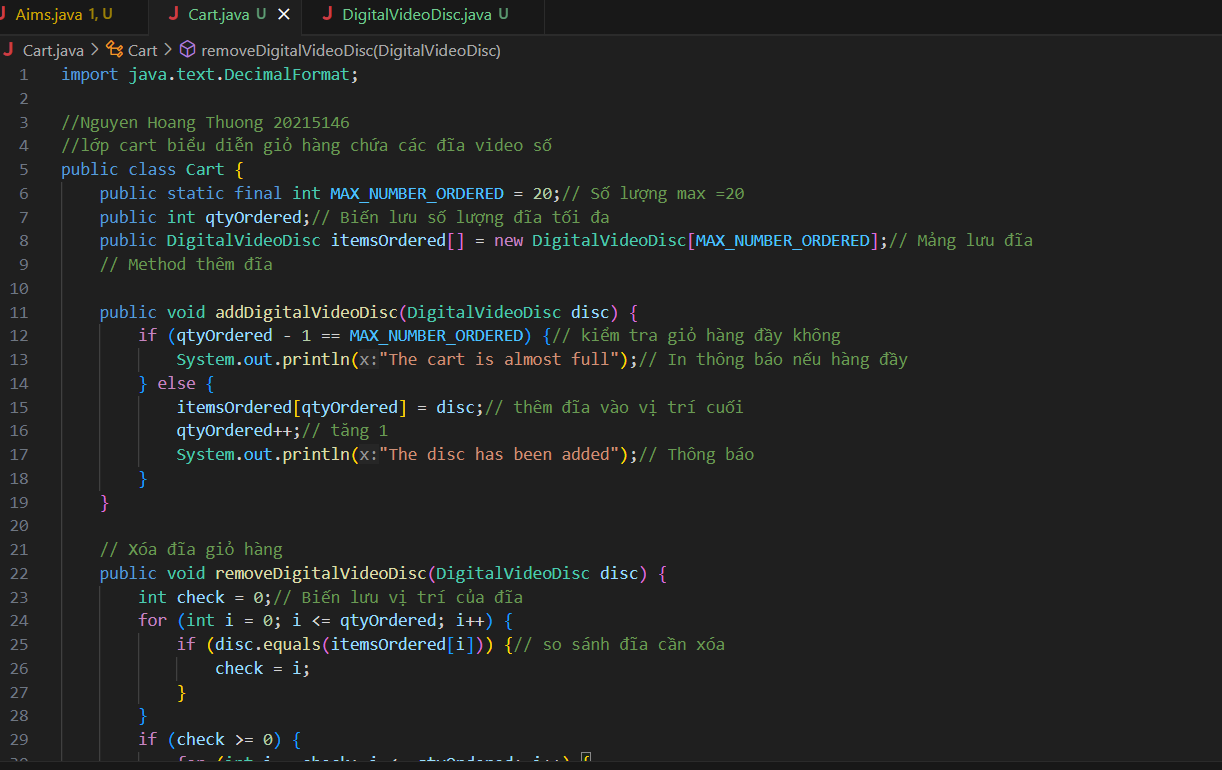 Aims.java 1, U Cart.java U DigitalVideoDisc.java U
Cart.java > Cart > removeDigitalVideoDisc(DigitalVideoDisc)
1 import java.text.DecimalFormat;
2
3 //Nguyen Hoang Thuong 20215146
4 //lớp cart biểu diễn giỏ hàng chứa các đĩa video số
5 public class Cart {
6 public static final int MAX_NUMBER_ORDERED = 20;// Số lượng max =20
7 public int qtyOrdered;// Biến lưu số lượng đĩa tối đa
8 public DigitalVideoDisc itemsOrdered[] = new DigitalVideoDisc[MAX_NUMBER_ORDERED];// Mảng lưu đĩa
9 // Method thêm đĩa
10
11 public void addDigitalVideoDisc(DigitalVideoDisc disc) {
12 if (qtyOrdered - 1 == MAX_NUMBER_ORDERED) {// kiểm tra giỏ hàng đầy không
13 System.out.println(x:"The cart is almost full");// In thông báo nếu hàng đầy
14 } else {
15 itemsOrdered[qtyOrdered] = disc;// thêm đĩa vào vị trí cuối
16 qtyOrdered++;// tăng 1
17 System.out.println(x:"The disc has been added");// Thông báo
18 }
19 }
20
21 // Xóa đĩa giỏ hàng
22 public void removeDigitalVideoDisc(DigitalVideoDisc disc) {
23 int check = 0;// Biến lưu vị trí của đĩa
24 for (int i = 0; i <= qtyOrdered; i++) {
25 if (disc.equals(itemsOrdered[i])) {// so sánh đĩa cần xóa
26 check = i;
27 }
28 }
29 if (check >= 0) {